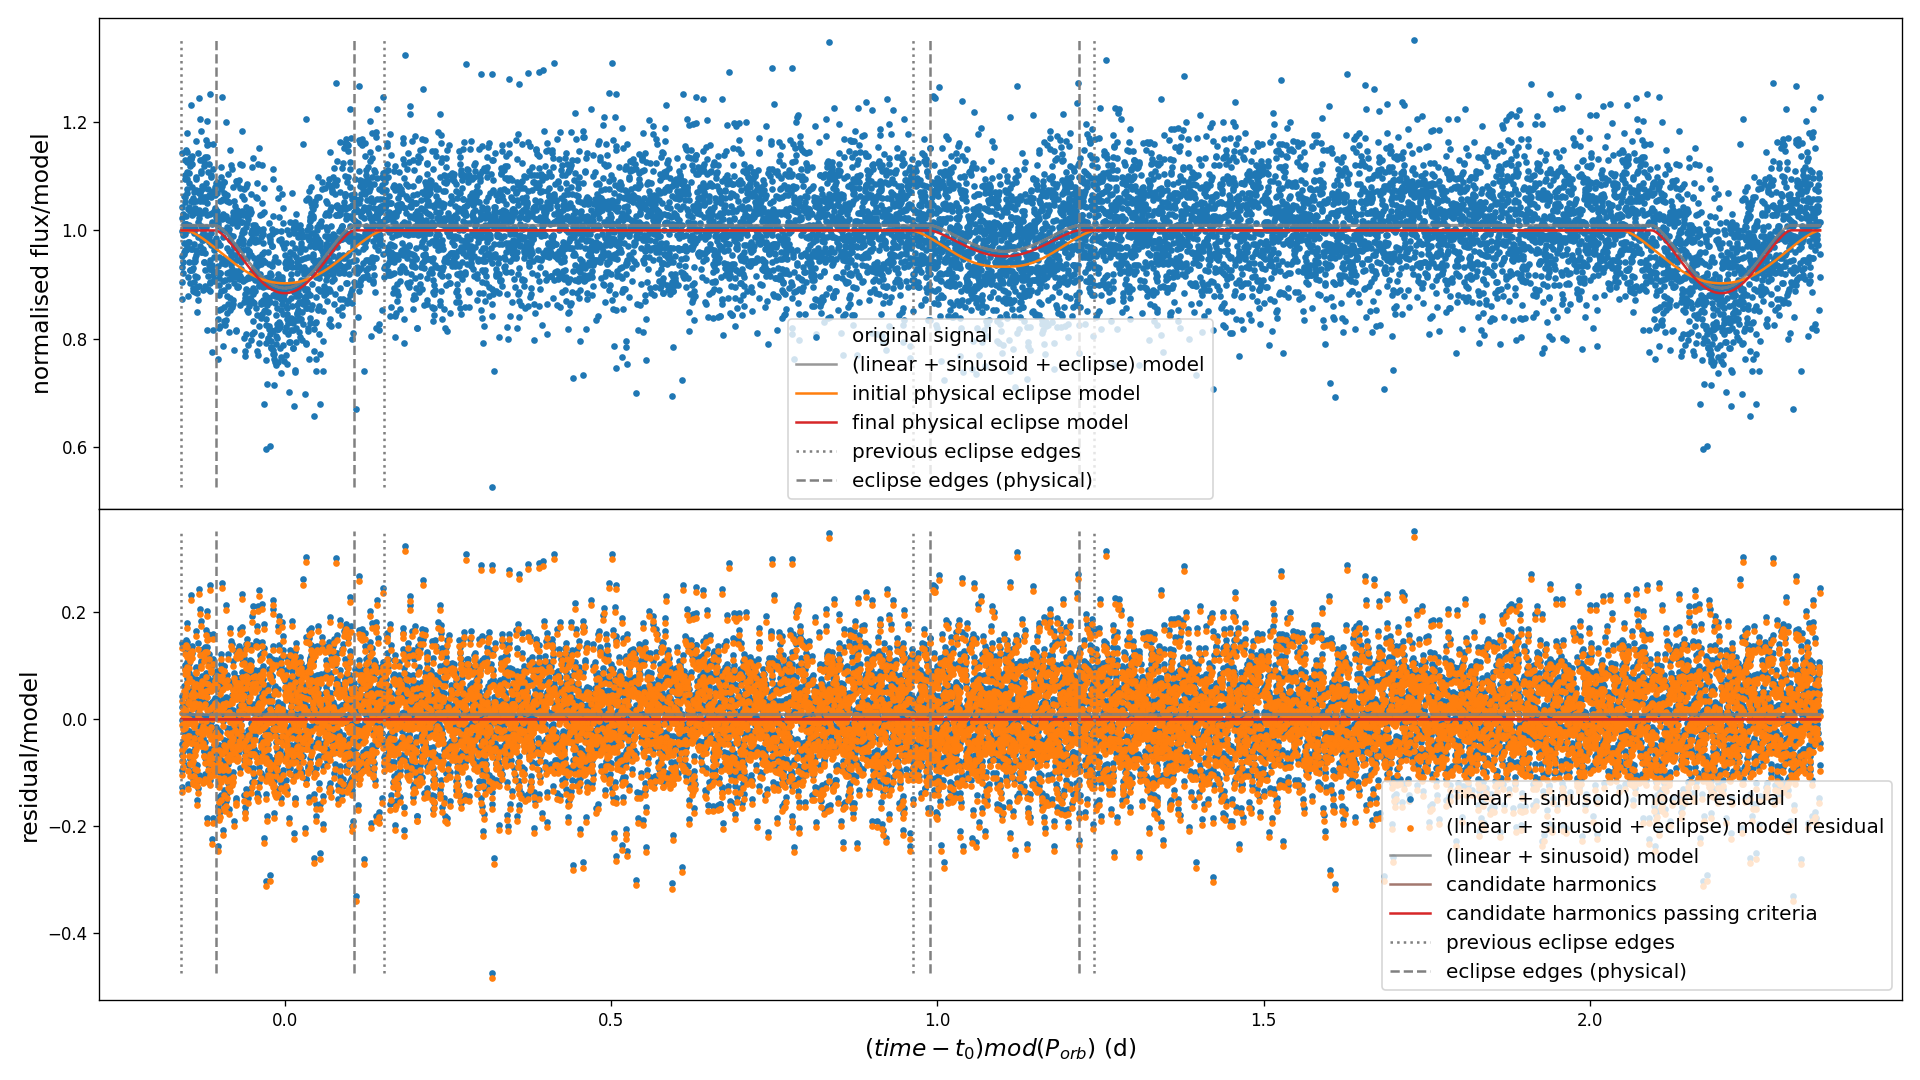 normalised flux/model
1.2
1.0
0.8
0.6
original signal
(linear + sinusoid + eclipse) model
initial physical eclipse model
final physical eclipse model
previous eclipse edges
eclipse edges (physical)
residual/model
0.2
0.0
−0.2
−0.4
(linear + sinusoid) model residual
(linear + sinusoid + eclipse) model residual
(linear + sinusoid) model
candidate harmonics
candidate harmonics passing criteria
previous eclipse edges
eclipse edges (physical)
0.0 0.5 1.0 1.5 2.0
(time − t₀)mod(Pₒᵣb) (d)